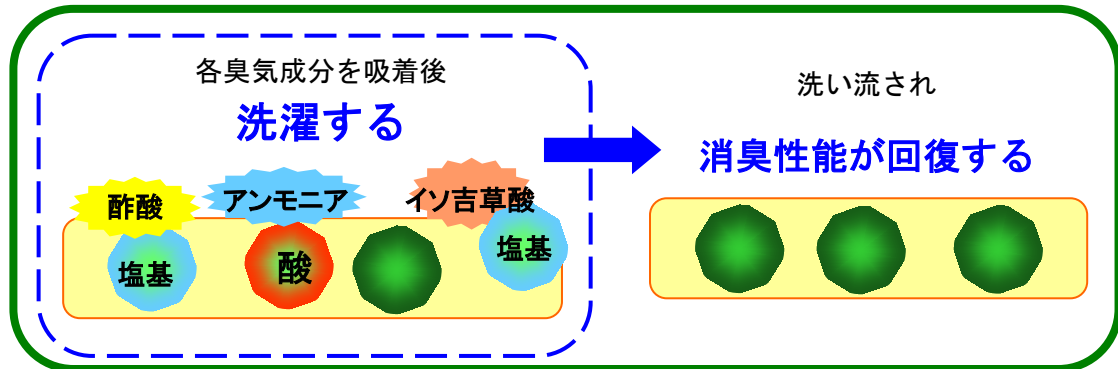 各臭気成分を吸着後
洗濯する
酢酸
アンモニア
イソ吉草酸
塩基
酸
塩基
洗い流され
消臭性能が回復する